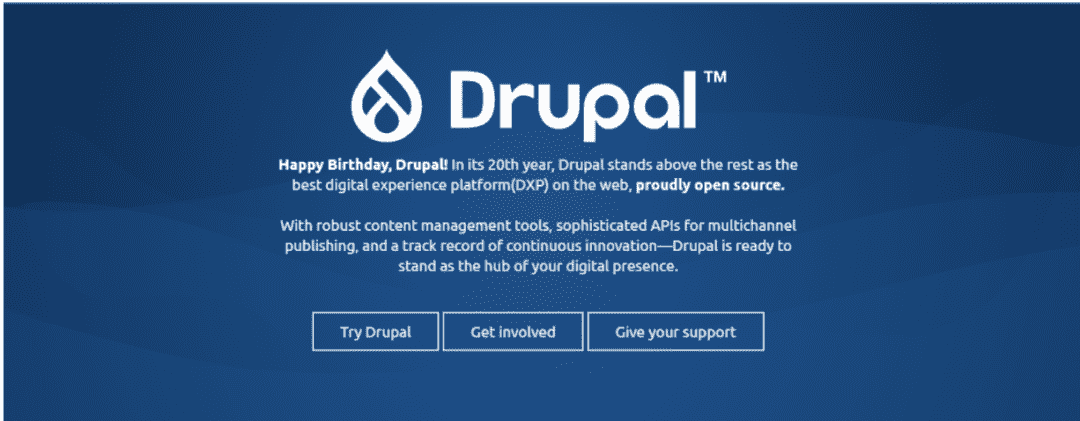 Drupal™
Happy Birthday, Drupal! In its 20th year, Drupal stands above the rest as the
best digital experience platform(DXP) on the web, proudly open source.
With robust content management tools, sophisticated APIs for multichannel
publishing, and a track record of continuous innovation—Drupal is ready to
stand as the hub of your digital presence.
Try Drupal
Get involved
Give your support